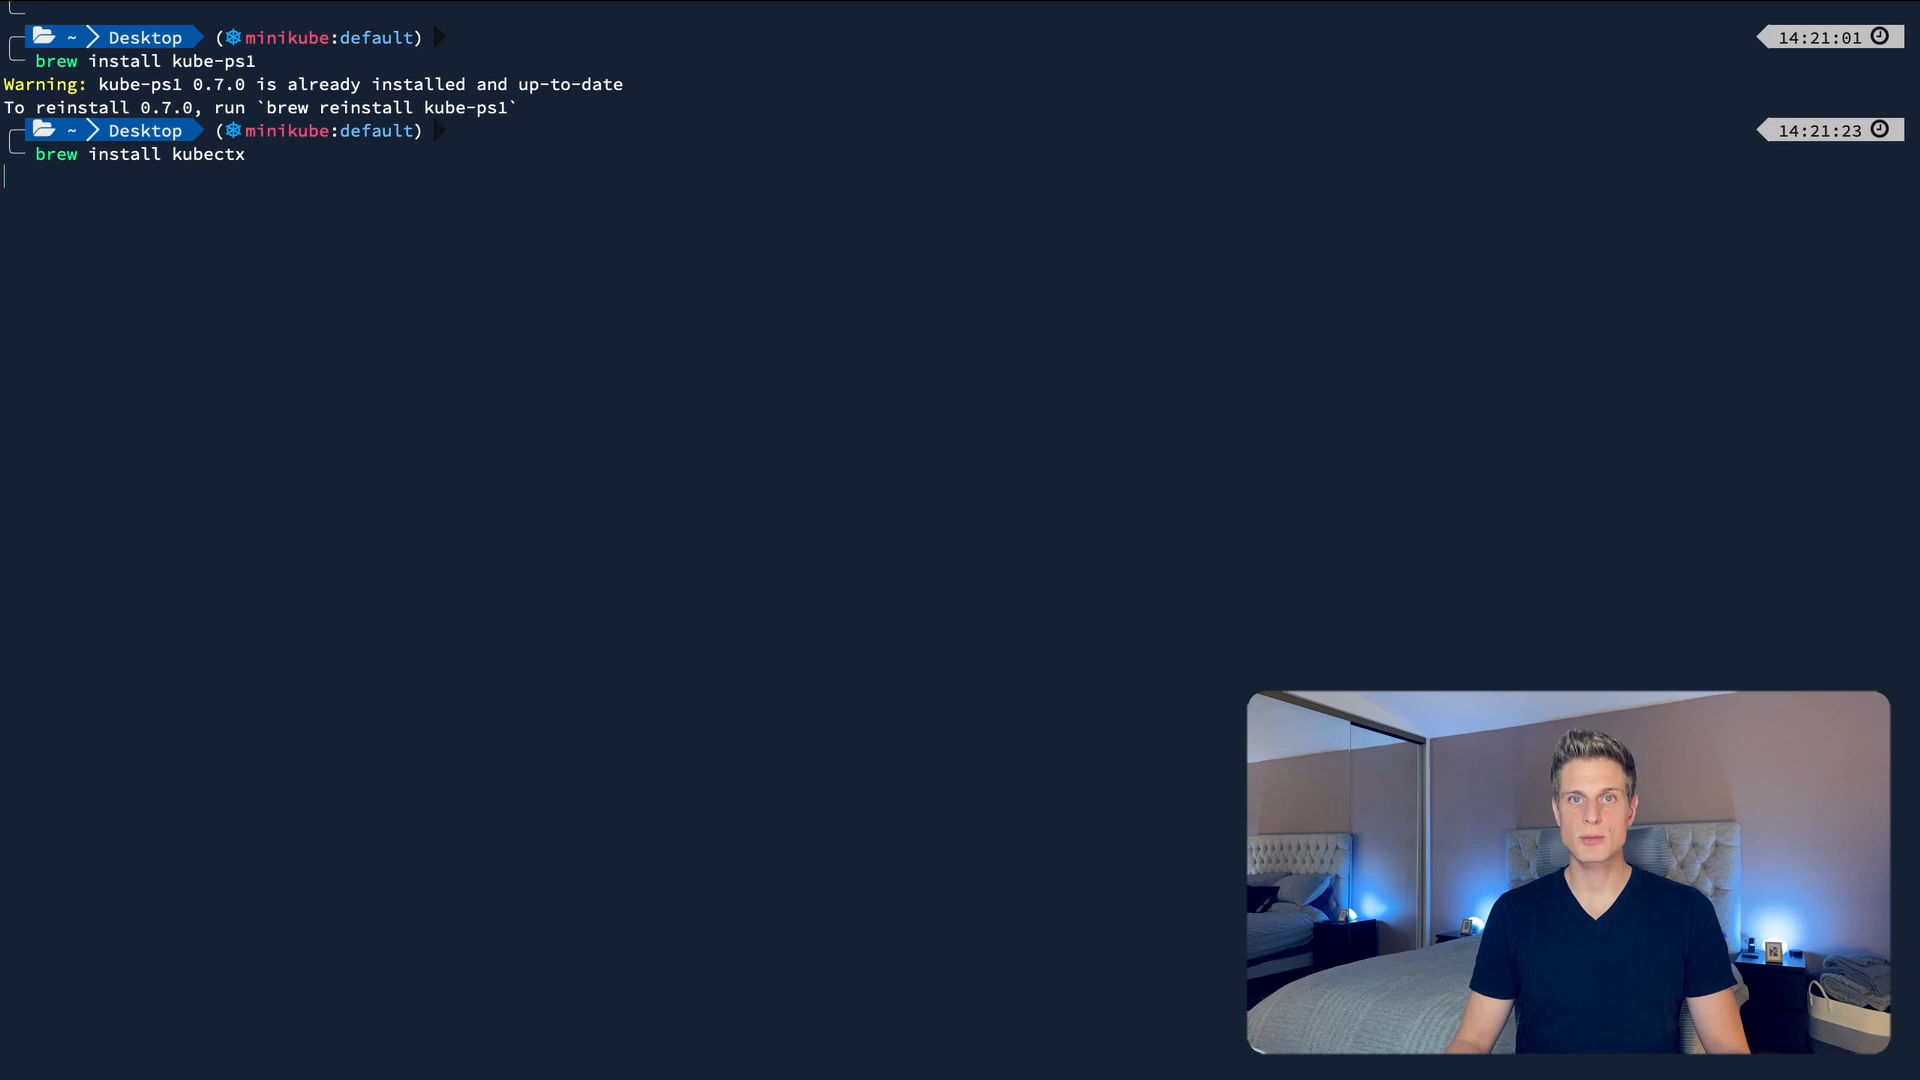 ~ Desktop (minikube:default) 14:21:01
brew install kube-ps1
Warning: kube-ps1 0.7.0 is already installed and up-to-date
To reinstall 0.7.0, run `brew reinstall kube-ps1`
~ Desktop (minikube:default) 14:21:23
brew install kubectx